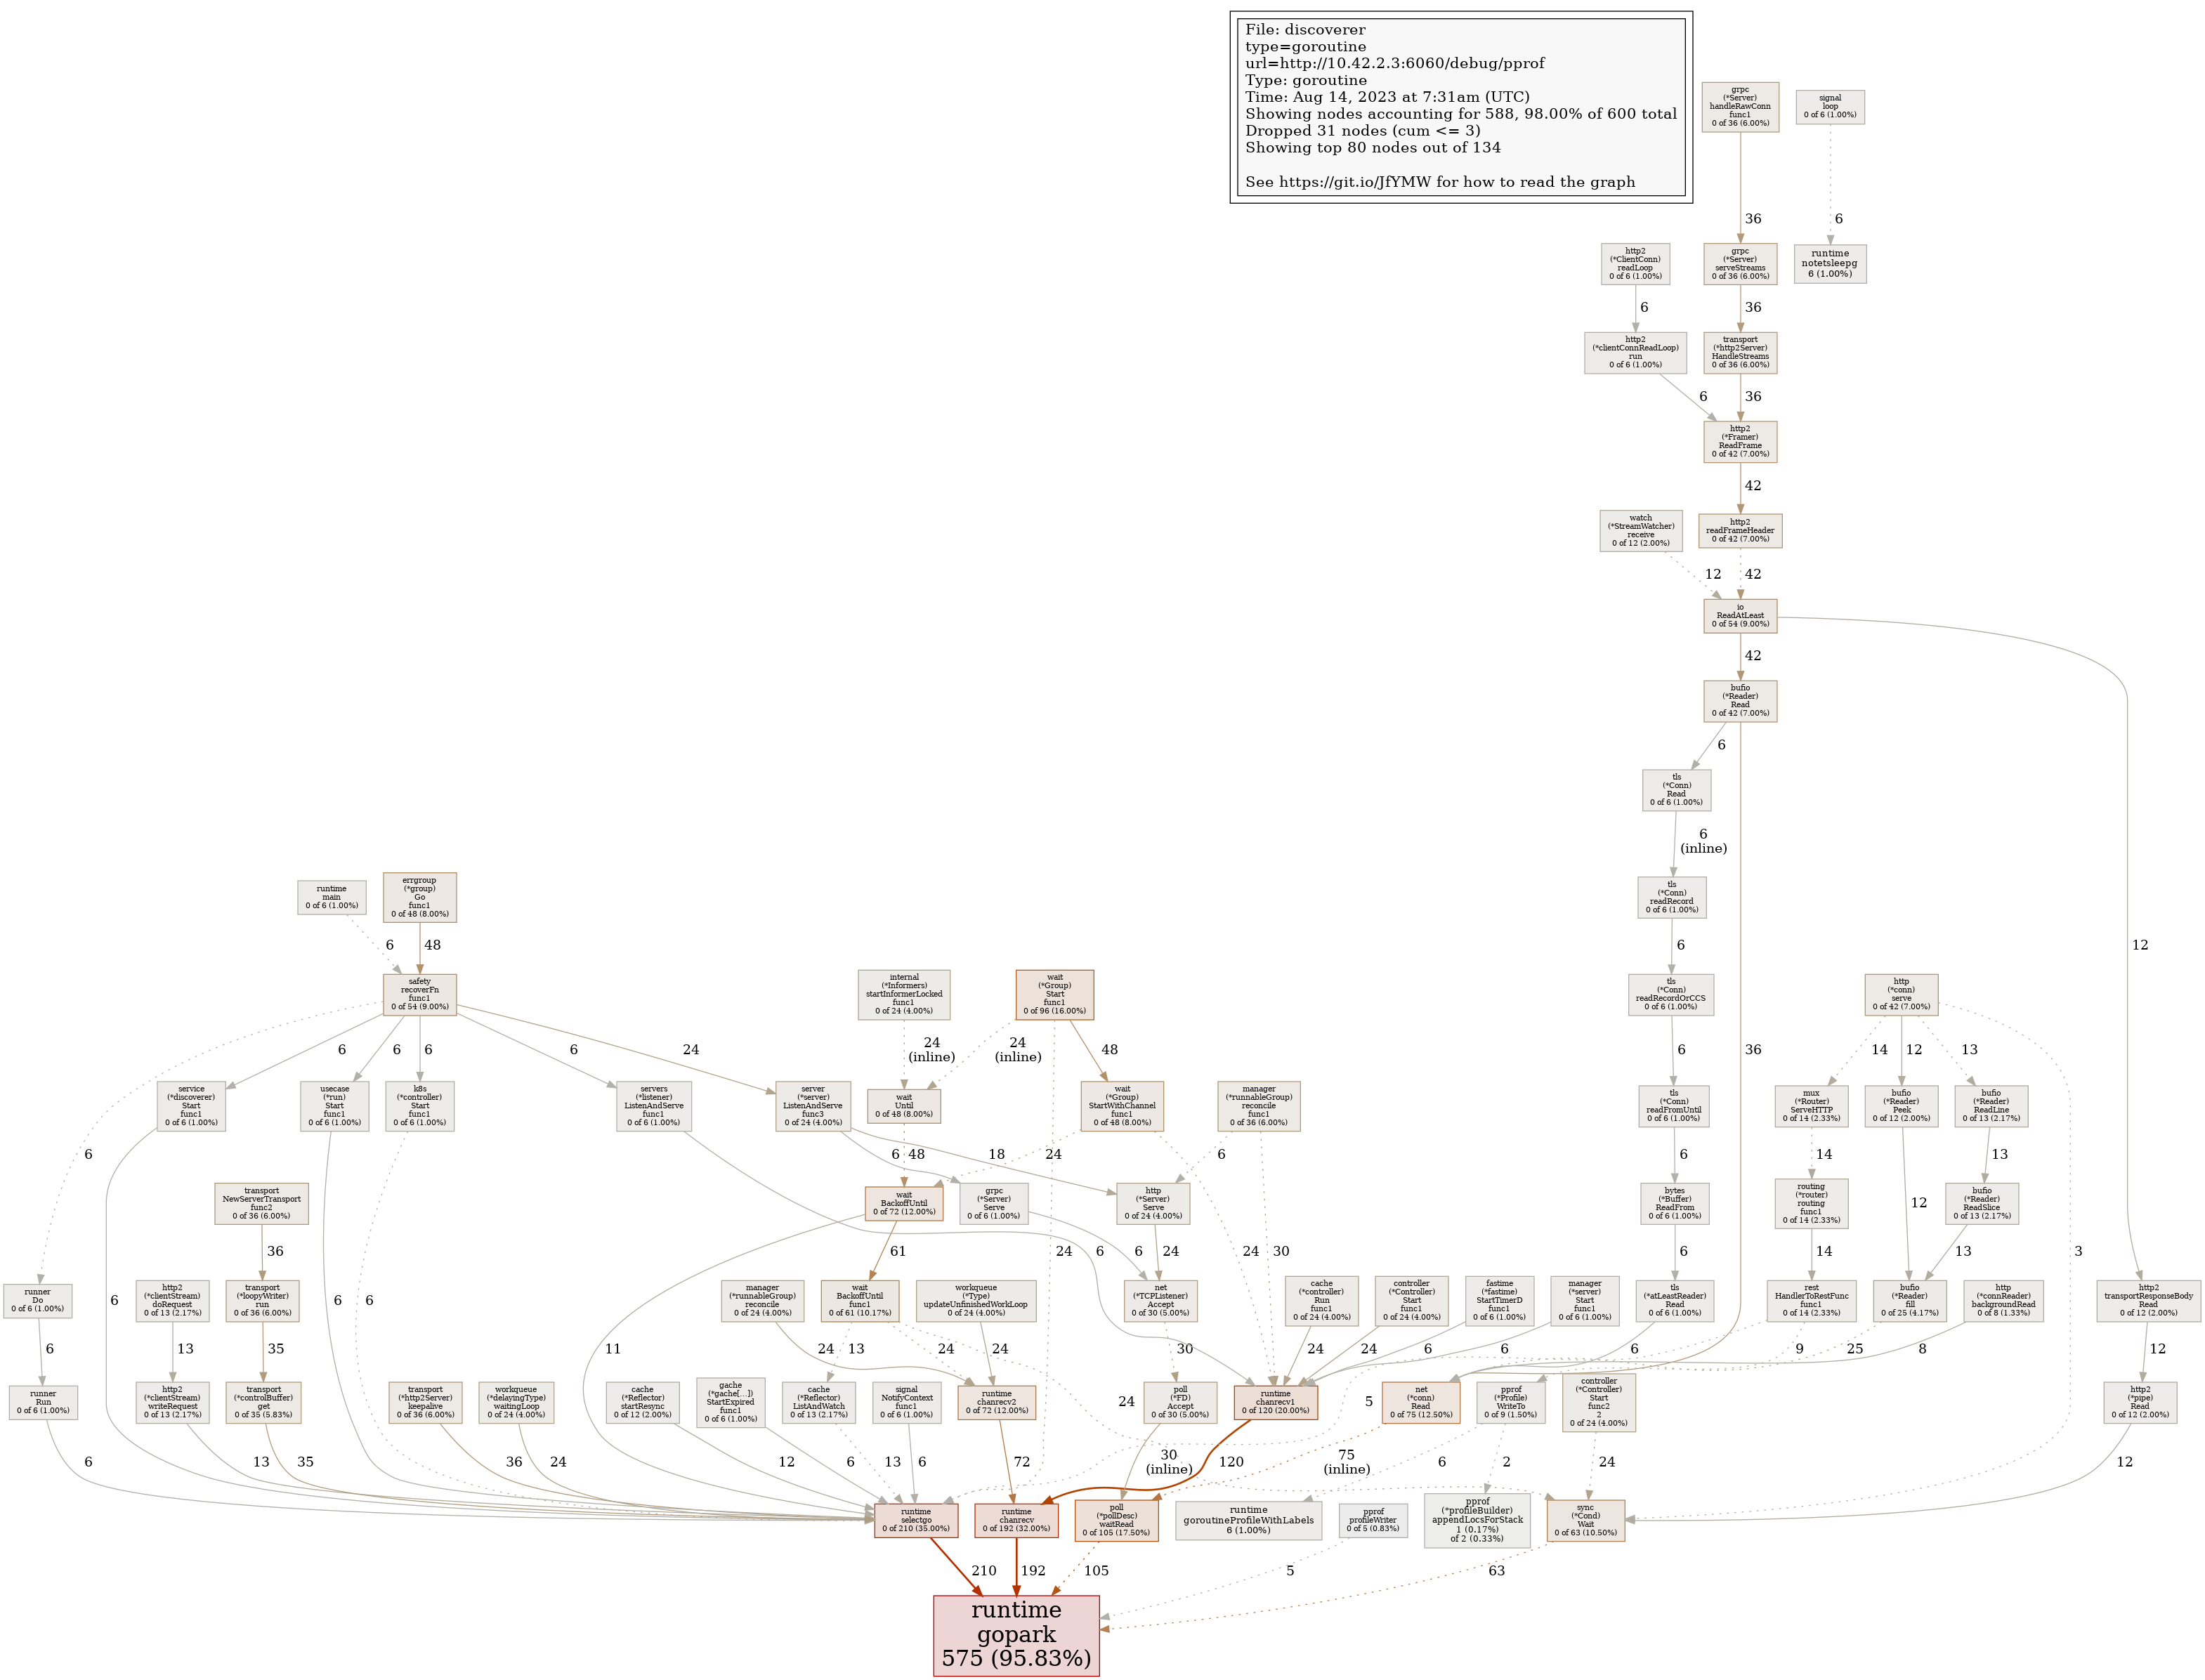 File: discoverer
type=goroutine
url=http://10.42.2.3:6060/debug/pprof
Type: goroutine
Time: Aug 14, 2023 at 7:31am (UTC)
Showing nodes accounting for 588, 98.00% of 600 total
Dropped 31 nodes (cum <= 3)
Showing top 80 nodes out of 134
See https://git.io/JfYMW for how to read the graph
grpc
(*Server)
handleRawConn
func1
0 of 36 (6.00%)
signal
loop
0 of 6 (1.00%)
36
6
http2
(*ClientConn)
readLoop
0 of 6 (1.00%)
grpc
(*Server)
serveStreams
0 of 36 (6.00%)
runtime
notetsleepg
6 (1.00%)
6
36
http2
(*clientConnReadLoop)
run
0 of 6 (1.00%)
transport
(*http2Server)
HandleStreams
0 of 36 (6.00%)
6
36
http2
(*Framer)
ReadFrame
0 of 42 (7.00%)
42
watch
(*StreamWatcher)
receive
0 of 12 (2.00%)
http2
readFrameHeader
0 of 42 (7.00%)
12
42
io
ReadAtLeast
0 of 54 (9.00%)
42
bufio
(*Reader)
Read
0 of 42 (7.00%)
6
tls
(*Conn)
Read
0 of 6 (1.00%)
6
(inline)
runtime
main
0 of 6 (1.00%)
errgroup
(*group)
Go
func1
0 of 48 (8.00%)
tls
(*Conn)
readRecord
0 of 6 (1.00%)
6
48
6
12
safety
recoverFn
func1
0 of 54 (9.00%)
internal
(*Informers)
startInformerLocked
func1
0 of 24 (4.00%)
wait
(*Group)
Start
func1
0 of 96 (16.00%)
tls
(*Conn)
readRecordOrCCS
0 of 6 (1.00%)
http
(*conn)
serve
0 of 42 (7.00%)
6
6
6
6
24
24
(inline)
24
(inline)
48
6
36
14
12
13
service
(*discoverer)
Start
func1
0 of 6 (1.00%)
usecase
(*run)
Start
func1
0 of 6 (1.00%)
k8s
(*controller)
Start
func1
0 of 6 (1.00%)
servers
(*listener)
ListenAndServe
func1
0 of 6 (1.00%)
server
(*server)
ListenAndServe
func3
0 of 24 (4.00%)
wait
Until
0 of 48 (8.00%)
wait
(*Group)
StartWithChannel
func1
0 of 48 (8.00%)
manager
(*runnableGroup)
reconcile
func1
0 of 36 (6.00%)
tls
(*Conn)
readFromUntil
0 of 6 (1.00%)
mux
(*Router)
ServeHTTP
0 of 14 (2.33%)
bufio
(*Reader)
Peek
0 of 12 (2.00%)
bufio
(*Reader)
ReadLine
0 of 13 (2.17%)
6
6
48
18
24
6
6
14
13
transport
NewServerTransport
func2
0 of 36 (6.00%)
wait
BackoffUntil
0 of 72 (12.00%)
grpc
(*Server)
Serve
0 of 6 (1.00%)
http
(*Server)
Serve
0 of 24 (4.00%)
bytes
(*Buffer)
ReadFrom
0 of 6 (1.00%)
routing
(*router)
routing
func1
0 of 14 (2.33%)
12
bufio
(*Reader)
ReadSlice
0 of 13 (2.17%)
36
61
24
6
6
24
24
30
6
14
13
3
runner
Do
0 of 6 (1.00%)
6
http2
(*clientStream)
doRequest
0 of 13 (2.17%)
transport
(*loopyWriter)
run
0 of 36 (6.00%)
6
6
manager
(*runnableGroup)
reconcile
0 of 24 (4.00%)
wait
BackoffUntil
func1
0 of 61 (10.17%)
workqueue
(*Type)
updateUnfinishedWorkLoop
0 of 24 (4.00%)
net
(*TCPListener)
Accept
0 of 30 (5.00%)
cache
(*controller)
Run
func1
0 of 24 (4.00%)
controller
(*Controller)
Start
func1
0 of 24 (4.00%)
fastime
(*fastime)
StartTimerD
func1
0 of 6 (1.00%)
manager
(*server)
Start
func1
0 of 6 (1.00%)
tls
(*atLeastReader)
Read
0 of 6 (1.00%)
rest
HandlerToRestFunc
func1
0 of 14 (2.33%)
bufio
(*Reader)
fill
0 of 25 (4.17%)
http
(*connReader)
backgroundRead
0 of 8 (1.33%)
http2
transportResponseBody
Read
0 of 12 (2.00%)
6
13
35
11
24
13
24
24
30
24
24
6
6
6
9
25
8
12
runner
Run
0 of 6 (1.00%)
http2
(*clientStream)
writeRequest
0 of 13 (2.17%)
transport
(*controlBuffer)
get
0 of 35 (5.83%)
transport
(*http2Server)
keepalive
0 of 36 (6.00%)
workqueue
(*delayingType)
waitingLoop
0 of 24 (4.00%)
cache
(*Reflector)
startResync
0 of 12 (2.00%)
gache
(*gache[...])
StartExpired
func1
0 of 6 (1.00%)
cache
(*Reflector)
ListAndWatch
0 of 13 (2.17%)
signal
NotifyContext
func1
0 of 6 (1.00%)
runtime
chanrecv2
0 of 72 (12.00%)
24
poll
(*FD)
Accept
0 of 30 (5.00%)
runtime
chanrecv1
0 of 120 (20.00%)
5
net
(*conn)
Read
0 of 75 (12.50%)
pprof
(*Profile)
WriteTo
0 of 9 (1.50%)
controller
(*Controller)
Start
func2
2
0 of 24 (4.00%)
http2
(*pipe)
Read
0 of 12 (2.00%)
6
13
35
36
24
12
6
13
6
72
30
(inline)
120
75
(inline)
6
2
24
12
runtime
selectgo
0 of 210 (35.00%)
runtime
chanrecv
0 of 192 (32.00%)
poll
(*pollDesc)
waitRead
0 of 105 (17.50%)
runtime
goroutineProfileWithLabels
6 (1.00%)
pprof
profileWriter
0 of 5 (0.83%)
pprof
(*profileBuilder)
appendLocsForStack
1 (0.17%)
of 2 (0.33%)
sync
(*Cond)
Wait
0 of 63 (10.50%)
210
192
105
5
63
runtime
gopark
575 (95.83%)